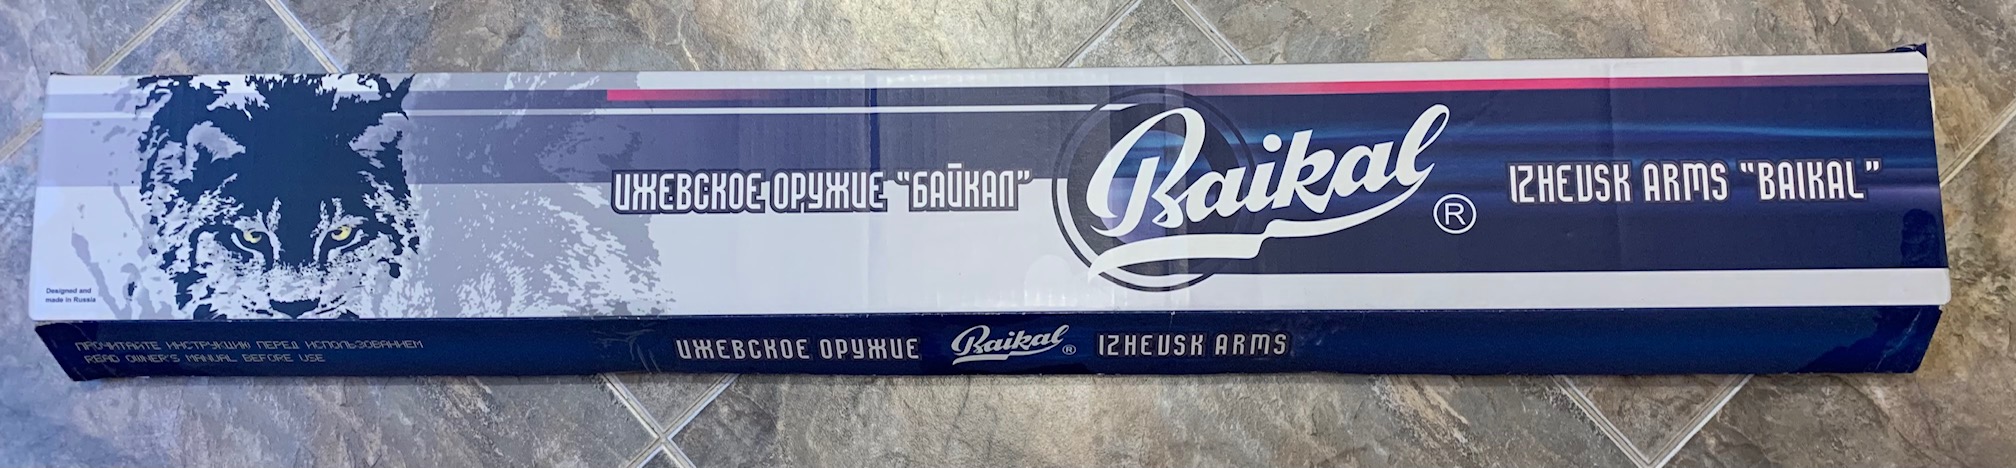 ИЖЕВСКОЕ ОРУЖИЕ "БАЙКАЛ"
Baikal ®
IZHEVSK ARMS "BAIKAL"
Designed and
made in Russia
ПРОЧИТАЙТЕ ИНСТРУКЦИЮ ПЕРЕД ИСПОЛЬЗОВАНИЕМ
READ OWNER'S MANUAL BEFORE USE
ИЖЕВСКОЕ ОРУЖИЕ Baikal ® IZHEVSK ARMS